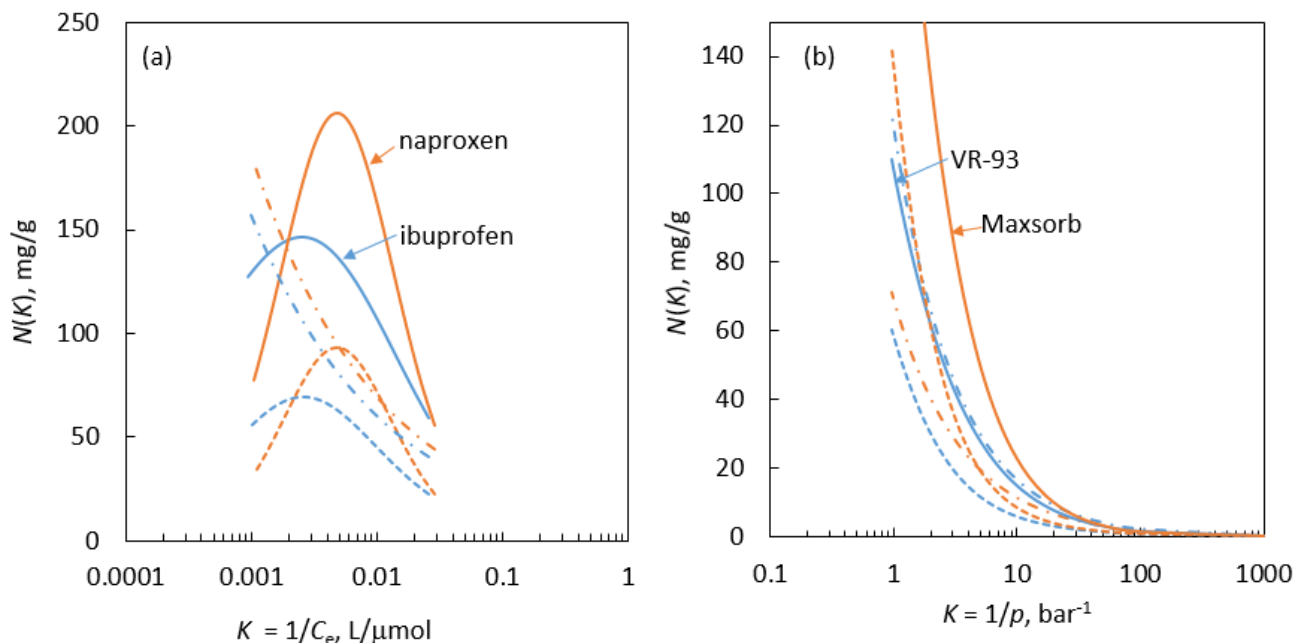 (a)
250
200
150
100
50
0
N(K), mg/g
naproxen
ibuprofen
0.0001
0.001
0.01
0.1
1
K = 1/Cₑ, L/μmol
(b)
140
120
100
80
60
40
20
0
N(K), mg/g
VR-93
Maxsorb
0.1
1
10
100
1000
K = 1/p, bar⁻¹